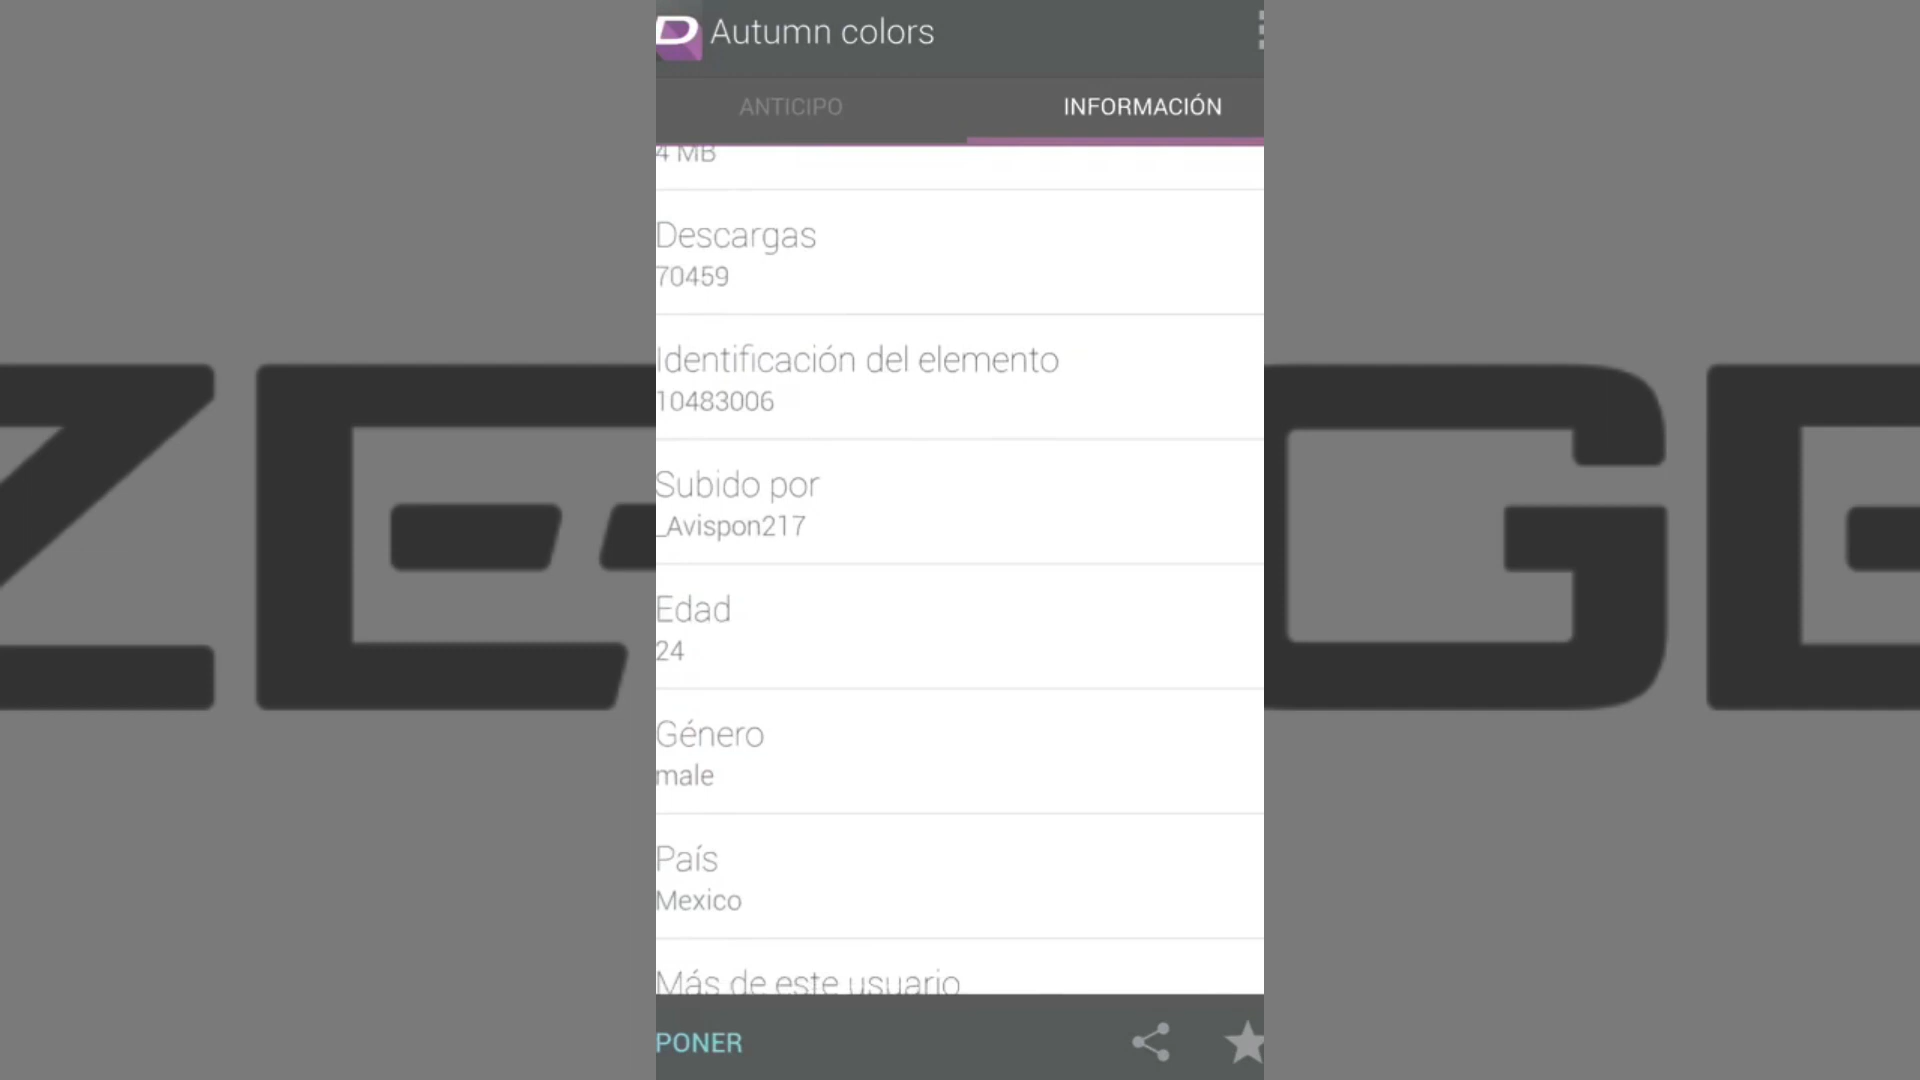 Autumn colors
ANTICIPO
INFORMACIÓN
4 MB
Descargas
70459
Identificación del elemento
10483006
Subido por
_Avispon217
Edad
24
Género
male
País
Mexico
Más de este usuario
PONER